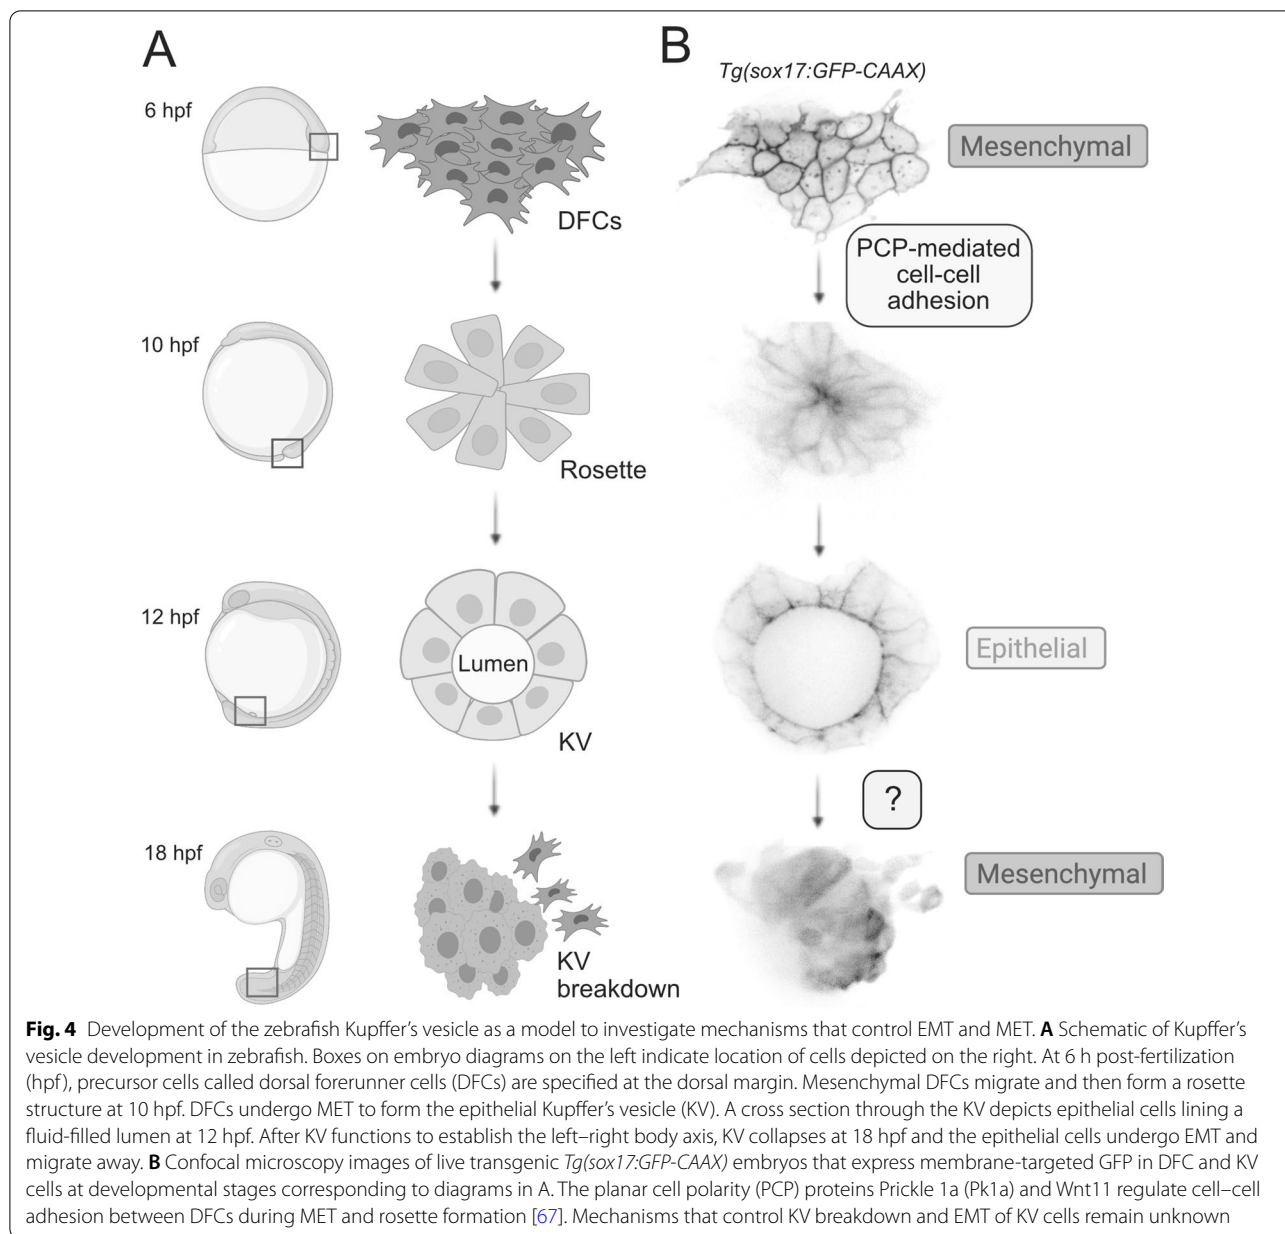 A
B
Tg(sox17:GFP-CAAX)
6 hpf
Mesenchymal
DFCs
PCP-mediated
cell-cell
adhesion
10 hpf
Rosette
12 hpf
Lumen
Epithelial
KV
?
18 hpf
Mesenchymal
KV
breakdown
Fig. 4 Development of the zebrafish Kupffer’s vesicle as a model to investigate mechanisms that control EMT and MET. A Schematic of Kupffer’s
vesicle development in zebrafish. Boxes on embryo diagrams on the left indicate location of cells depicted on the right. At 6 h post-fertilization
(hpf), precursor cells called dorsal forerunner cells (DFCs) are specified at the dorsal margin. Mesenchymal DFCs migrate and then form a rosette
structure at 10 hpf. DFCs undergo MET to form the epithelial Kupffer’s vesicle (KV). A cross section through the KV depicts epithelial cells lining a
fluid-filled lumen at 12 hpf. After KV functions to establish the left–right body axis, KV collapses at 18 hpf and the epithelial cells undergo EMT and
migrate away. B Confocal microscopy images of live transgenic Tg(sox17:GFP-CAAX) embryos that express membrane-targeted GFP in DFC and KV
cells at developmental stages corresponding to diagrams in A. The planar cell polarity (PCP) proteins Prickle 1a (Pk1a) and Wnt11 regulate cell–cell
adhesion between DFCs during MET and rosette formation [67]. Mechanisms that control KV breakdown and EMT of KV cells remain unknown